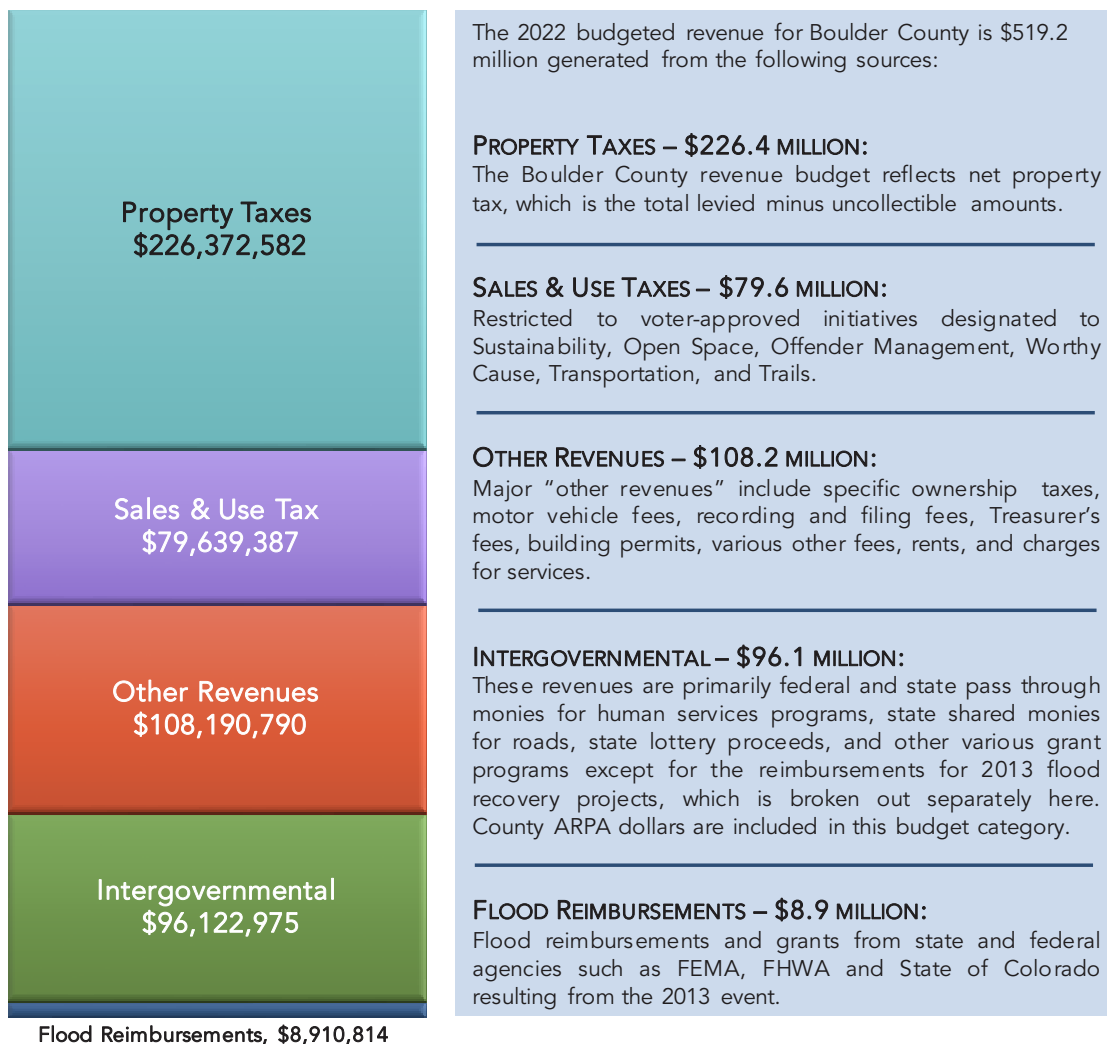 Property Taxes
$226,372,582
Sales & Use Tax
$79,639,387
Other Revenues
$108,190,790
Intergovernmental
$96,122,975
Flood Reimbursements, $8,910,814
The 2022 budgeted revenue for Boulder County is $519.2
million generated from the following sources:
PROPERTY TAXES – $226.4 MILLION:
The Boulder County revenue budget reflects net property
tax, which is the total levied minus uncollectible amounts.
SALES & USE TAXES – $79.6 MILLION:
Restricted to voter-approved initiatives designated to
Sustainability, Open Space, Offender Management, Worthy
Cause, Transportation, and Trails.
OTHER REVENUES – $108.2 MILLION:
Major “other revenues” include specific ownership taxes,
motor vehicle fees, recording and filing fees, Treasurer’s
fees, building permits, various other fees, rents, and charges
for services.
INTERGOVERNMENTAL – $96.1 MILLION:
These revenues are primarily federal and state pass through
monies for human services programs, state shared monies
for roads, state lottery proceeds, and other various grant
programs except for the reimbursements for 2013 flood
recovery projects, which is broken out separately here.
County ARPA dollars are included in this budget category.
FLOOD REIMBURSEMENTS – $8.9 MILLION:
Flood reimbursements and grants from state and federal
agencies such as FEMA, FHWA and State of Colorado
resulting from the 2013 event.